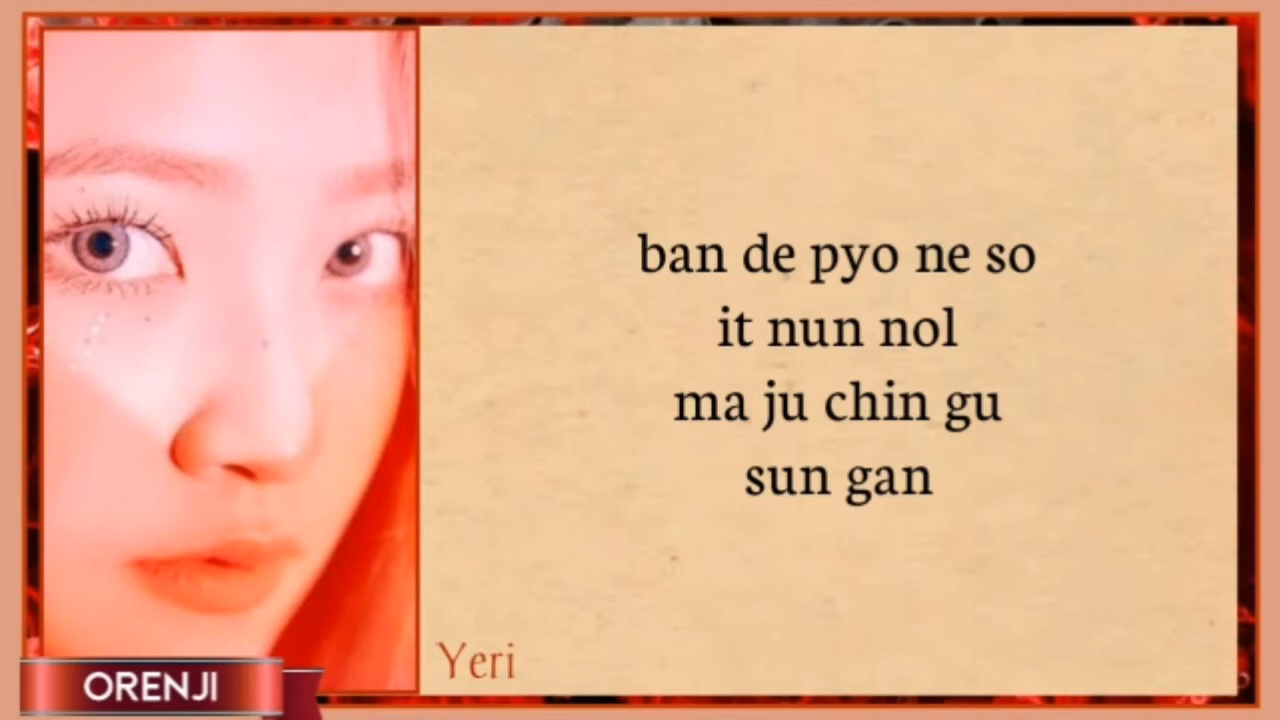 ban de pyo ne so
it nun nol
ma ju chin gu
sun gan
Yeri
ORENJI